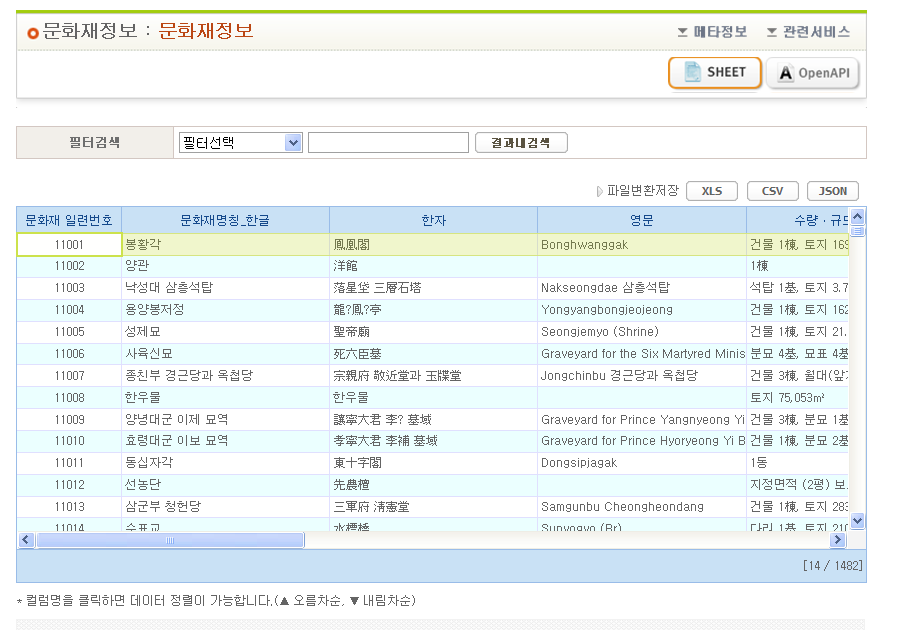 문화재정보 : 문화재정보
메타정보 관련서비스
SHEET OpenAPI
필터검색 필터선택 결과내검색
파일변환저장 XLS CSV JSON
문화재 일련번호 문화재명칭_한글 한자 영문 수량 · 규모
11001 봉황각 鳳凰閣 Bonghwanggak 건물 1棟, 토지 169
11002 양관 洋館 1棟
11003 낙성대 삼층석탑 落星垈 三層石塔 Nakseongdae 삼층석탑 석탑 1基, 토지 3.7
11004 용양봉저정 龍?鳳?亭 Yongyangbongjeojeong 건물 1棟, 토지 162
11005 성제묘 聖帝廟 Seongjemyo (Shrine) 건물 1棟, 토지 21.
11006 사육신묘 死六臣墓 Graveyard for the Six Martyred Minis 분묘 4基, 묘표 4基
11007 종친부 경근당과 옥첩당 宗親府 敬近堂과 玉牒堂 Jongchinbu 경근당과 옥첩당 건물 3棟, 월대(앞기
11008 한우물 한우물 토지 75,053㎡
11009 양녕대군 이제 묘역 讓寧大君 李? 墓域 Graveyard for Prince Yangnyeong Yi 건물 3棟, 분묘 1基
11010 효령대군 이보 묘역 孝寧大君 李補 墓域 Graveyard for Prince Hyoryeong Yi B 건물 1棟, 분묘 2基
11011 동십자각 東十字閣 Dongsipjagak 1동
11012 선농단 先農壇 지정면적 (2평) 보.
11013 삼군부 청헌당 三軍府 淸憲堂 Samgunbu Cheongheondang 건물 1棟, 토지 283
11014 수표교 水標橋 Supyogyo (Br) 다리 1基, 토지 210
[14 / 1482]
* 컬럼명을 클릭하면 데이터 정렬이 가능합니다.(▲ 오름차순, ▼ 내림차순)